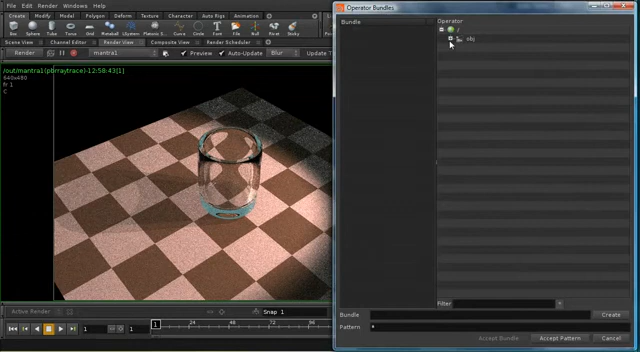 File Edit Render Windows Help
Create Modify Model Polygon Deform Texture Character Auto Rigs Animation
Box Sphere Tube Torus Grid Metaball Platonic Soli Curve Circle Font File Null L-System
Scene View Channel Editor Render View Composite View Render Scheduler
Render mantra1 Preview Auto-Update Blur Update T
/out/mantra1(pbrraytrace)-12:58:43[1]
640x480
fr 1
C
Active Render Snap 1
1 1 1 24 48 72 96
Operator Bundles
Bundle
Operator
/
obj
Filter
Bundle Create
Pattern *
Accept Bundle Accept Pattern Cancel